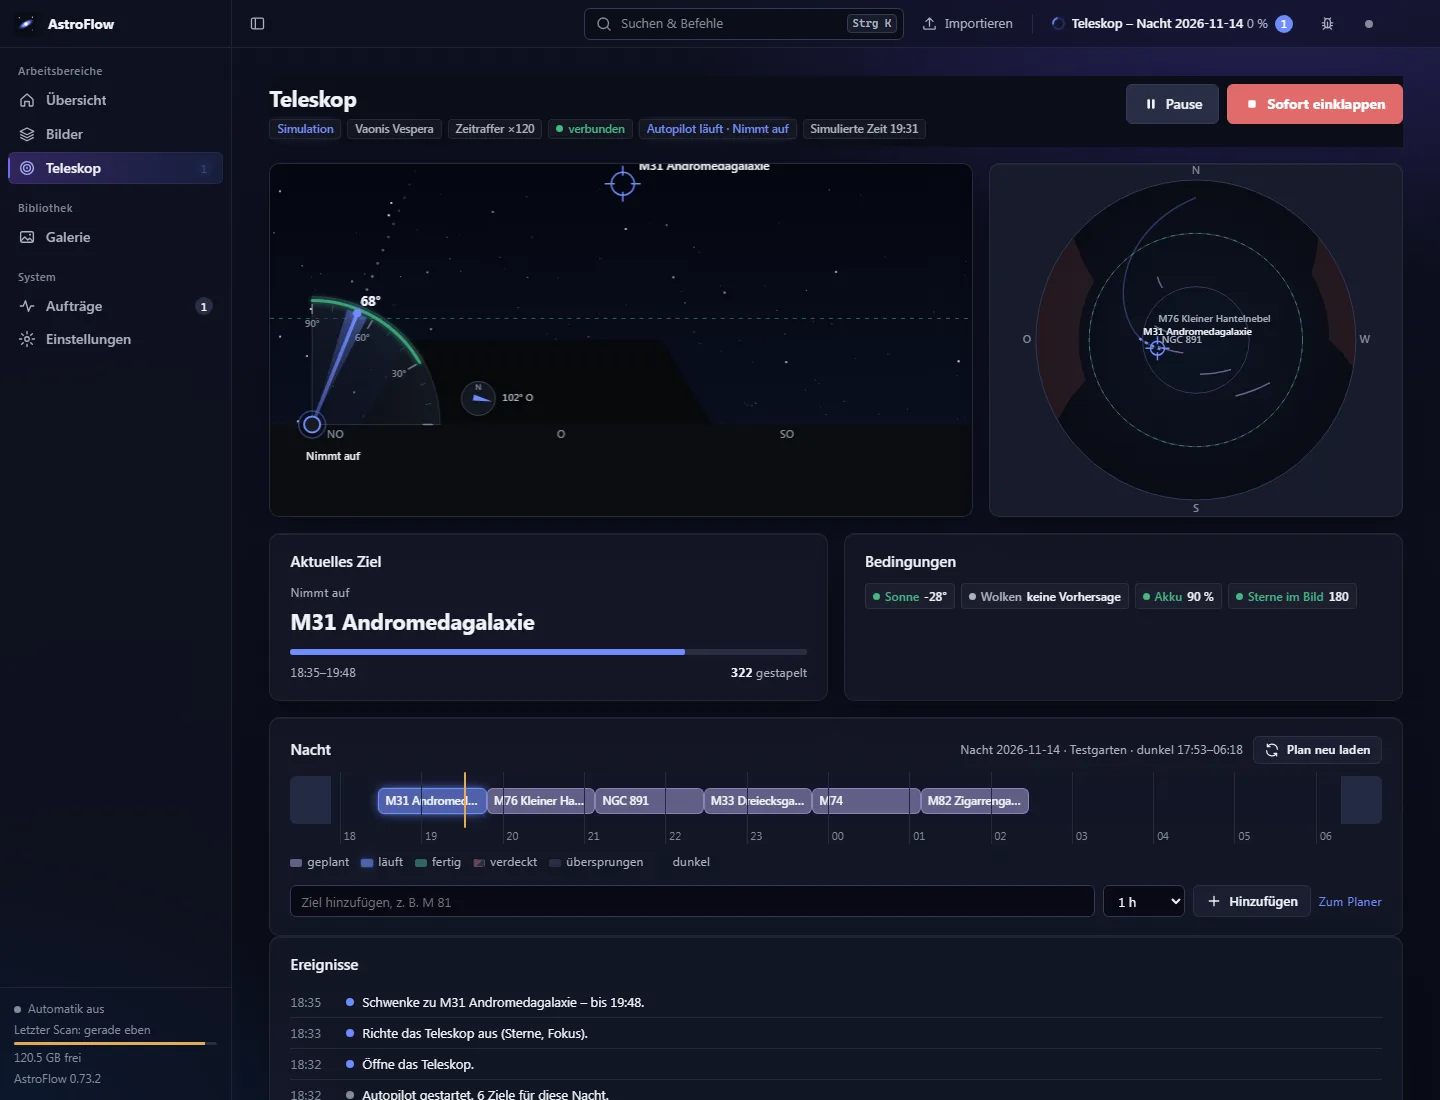 AstroFlow
Suchen & Befehle
Strg K
Importieren
Teleskop – Nacht 2026-11-14 0 %
1
Arbeitsbereiche
Übersicht
Bilder
Teleskop
1
Bibliothek
Galerie
System
Aufträge
1
Einstellungen
Automatik aus
Letzter Scan: gerade eben
120.5 GB frei
AstroFlow 0.73.2
Teleskop
Pause
Sofort einklappen
Simulation
Vaonis Vespera
Zeitraffer ×120
verbunden
Autopilot läuft · Nimmt auf
Simulierte Zeit 19:31
M31 Andromedagalaxie
68°
90°
60°
30°
N
102° O
NO
O
SO
Nimmt auf
N
M76 Kleiner Hantelnebel
M31 Andromedagalaxie
NGC 891
O
W
S
Aktuelles Ziel
Nimmt auf
M31 Andromedagalaxie
18:35–19:48
322 gestapelt
Bedingungen
Sonne -28°
Wolken keine Vorhersage
Akku 90 %
Sterne im Bild 180
Nacht
Nacht 2026-11-14 · Testgarten · dunkel 17:53–06:18
Plan neu laden
M31 Andromed...
M76 Kleiner Ha...
NGC 891
M33 Dreiecksga...
M74
M82 Zigarrenga...
18
19
20
21
22
23
00
01
02
03
04
05
06
geplant
läuft
fertig
verdeckt
übersprungen
dunkel
Ziel hinzufügen, z. B. M 81
1 h
Hinzufügen
Zum Planer
Ereignisse
18:35 Schwenke zu M31 Andromedagalaxie – bis 19:48.
18:33 Richte das Teleskop aus (Sterne, Fokus).
18:32 Öffne das Teleskop.
18:32 Autopilot gestartet. 6 Ziele für diese Nacht.